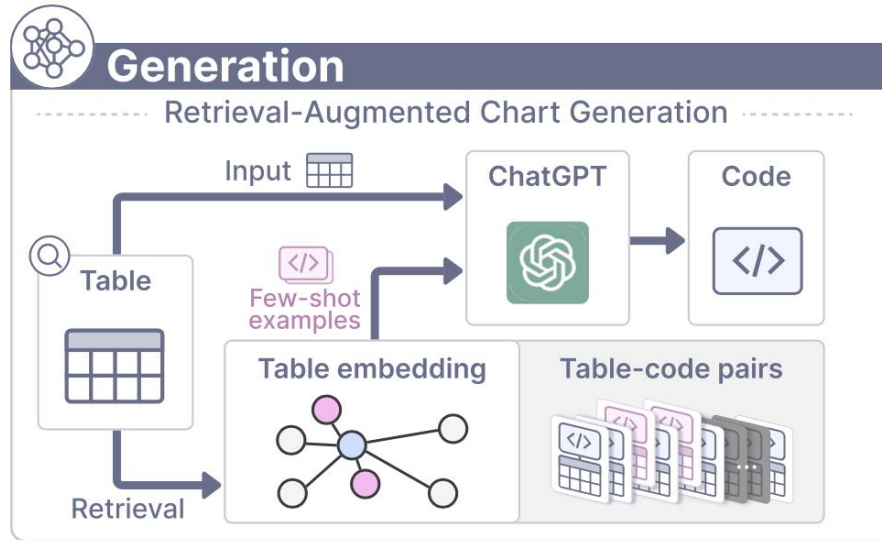 Generation
Retrieval-Augmented Chart Generation
Input
ChatGPT
Code
</>
Table
</>
Few-shot
examples
Table embedding
Table-code pairs
</>
</>
</>
...
Retrieval